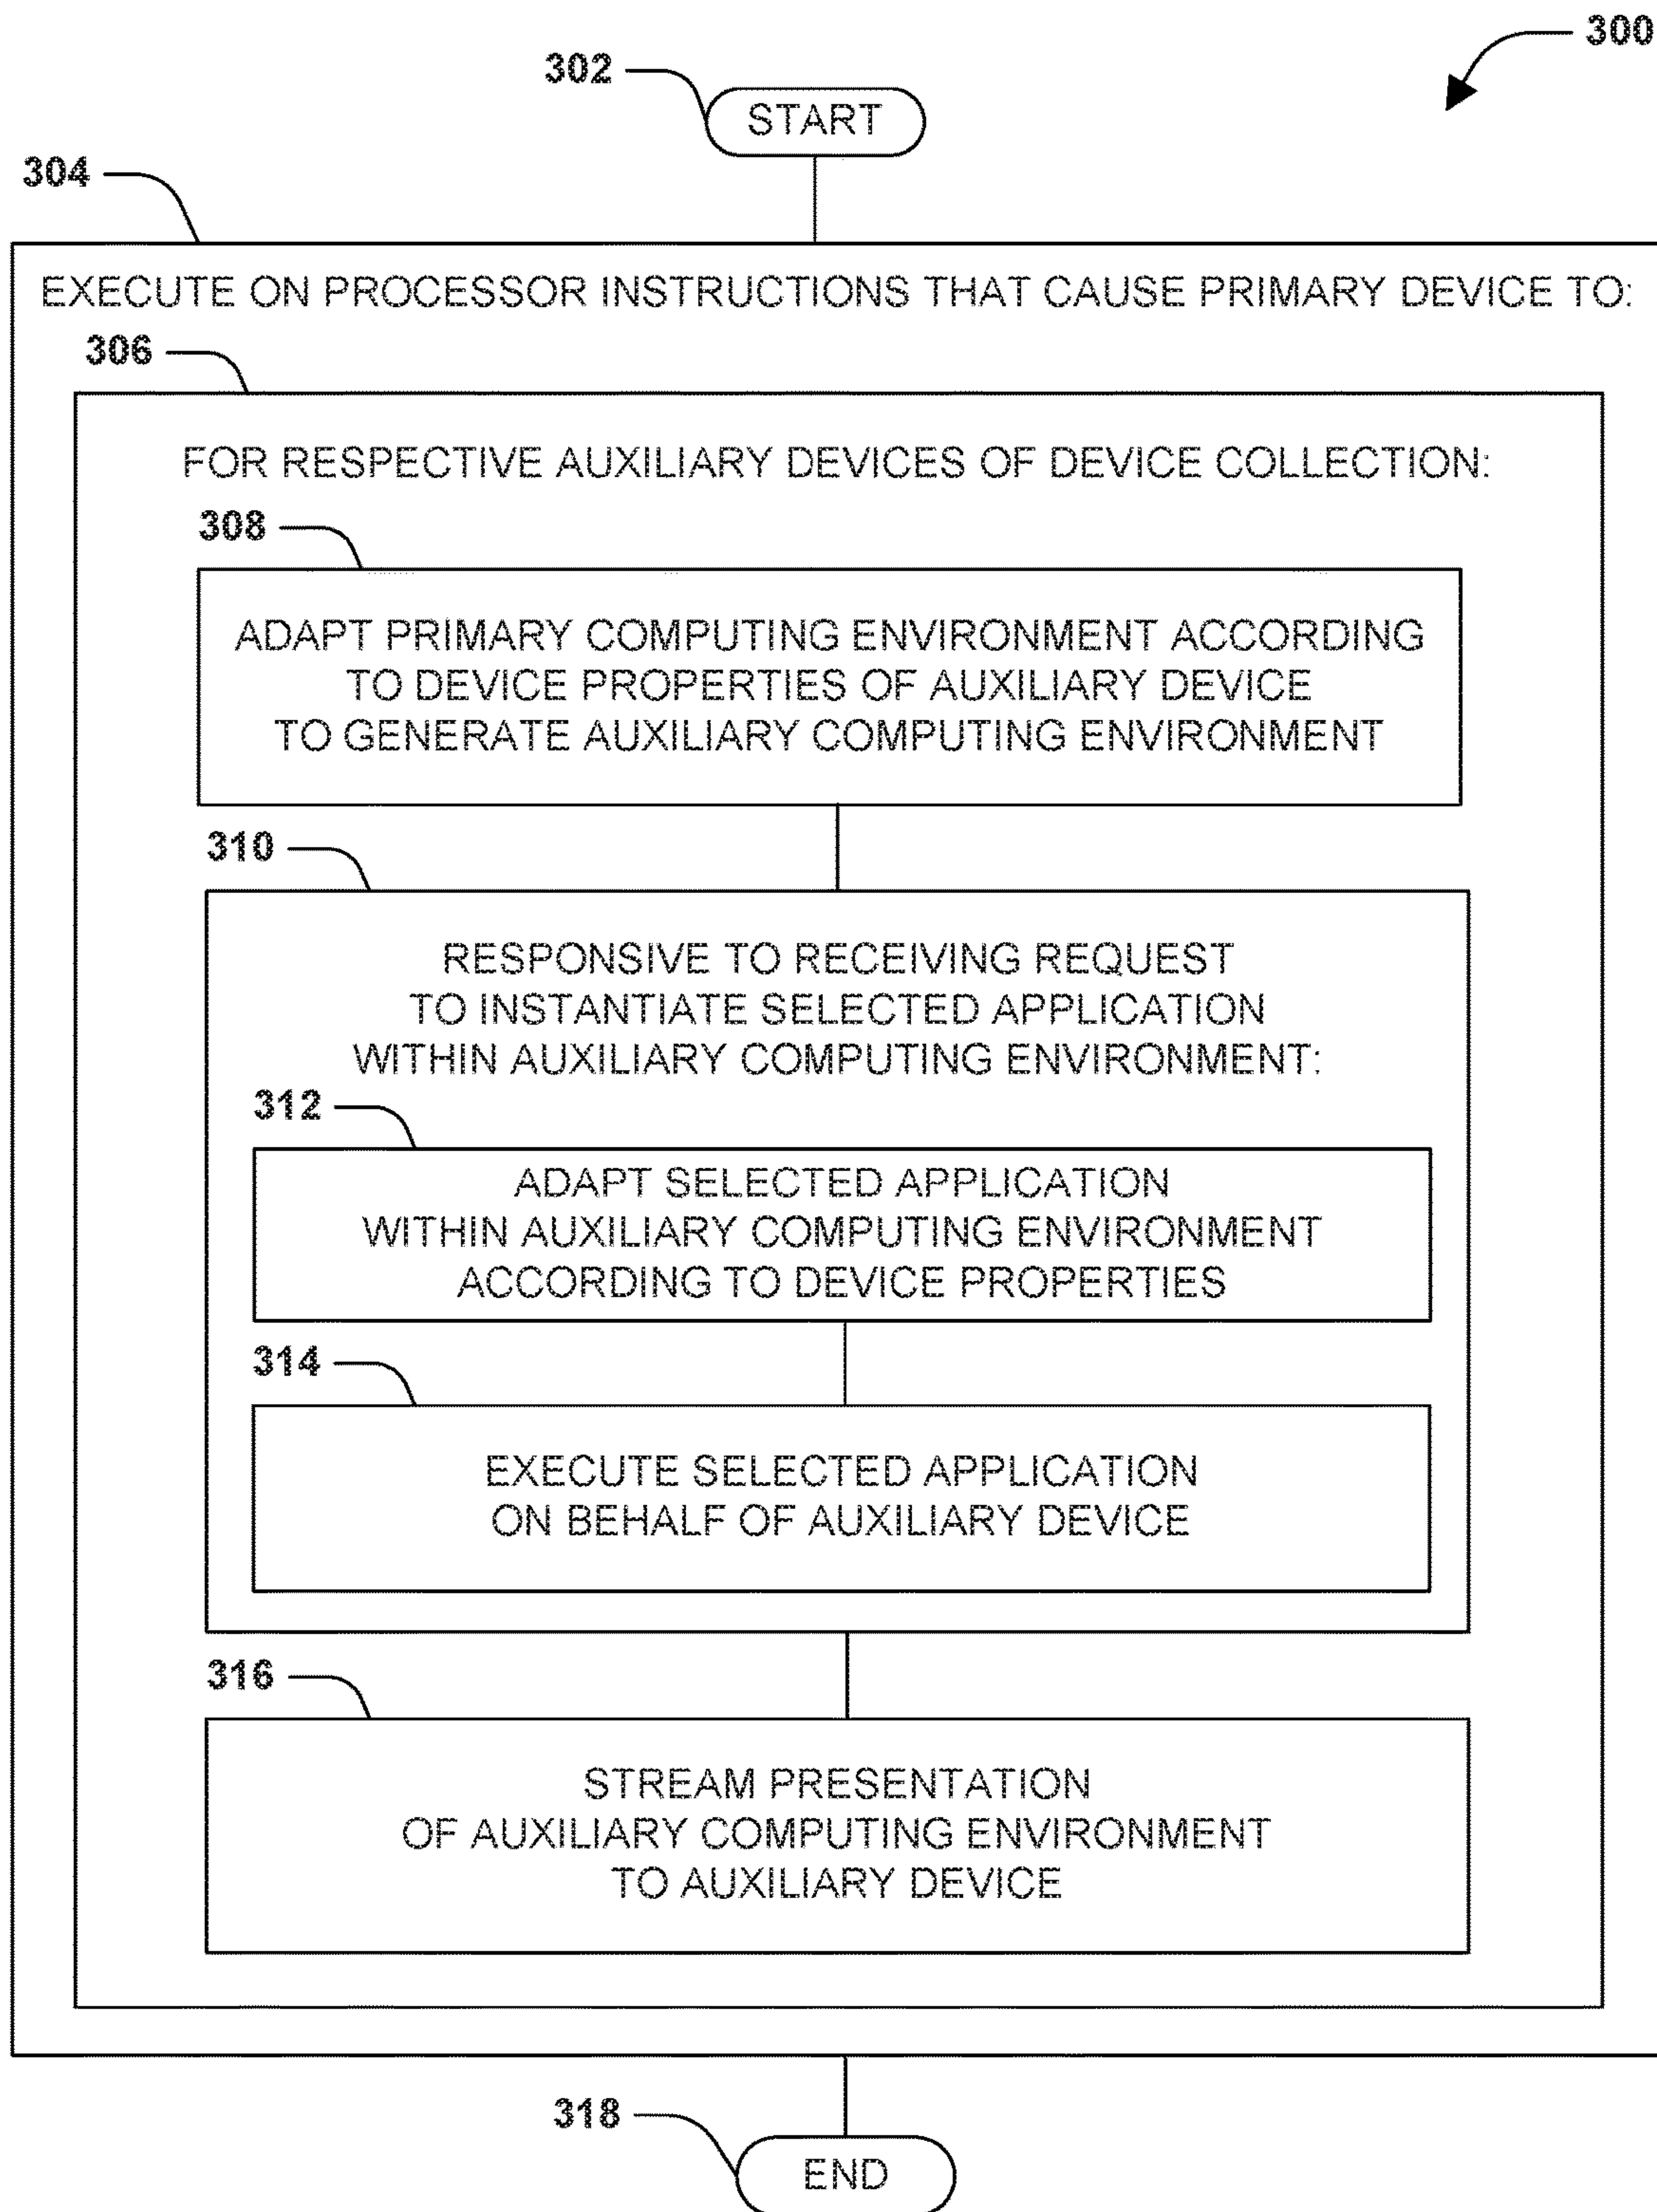 300
302
START
304
EXECUTE ON PROCESSOR INSTRUCTIONS THAT CAUSE PRIMARY DEVICE TO:
306
FOR RESPECTIVE AUXILIARY DEVICES OF DEVICE COLLECTION:
308
ADAPT PRIMARY COMPUTING ENVIRONMENT ACCORDING
TO DEVICE PROPERTIES OF AUXILIARY DEVICE
TO GENERATE AUXILIARY COMPUTING ENVIRONMENT
310
RESPONSIVE TO RECEIVING REQUEST
TO INSTANTIATE SELECTED APPLICATION
WITHIN AUXILIARY COMPUTING ENVIRONMENT:
312
ADAPT SELECTED APPLICATION
WITHIN AUXILIARY COMPUTING ENVIRONMENT
ACCORDING TO DEVICE PROPERTIES
314
EXECUTE SELECTED APPLICATION
ON BEHALF OF AUXILIARY DEVICE
316
STREAM PRESENTATION
OF AUXILIARY COMPUTING ENVIRONMENT
TO AUXILIARY DEVICE
318
END